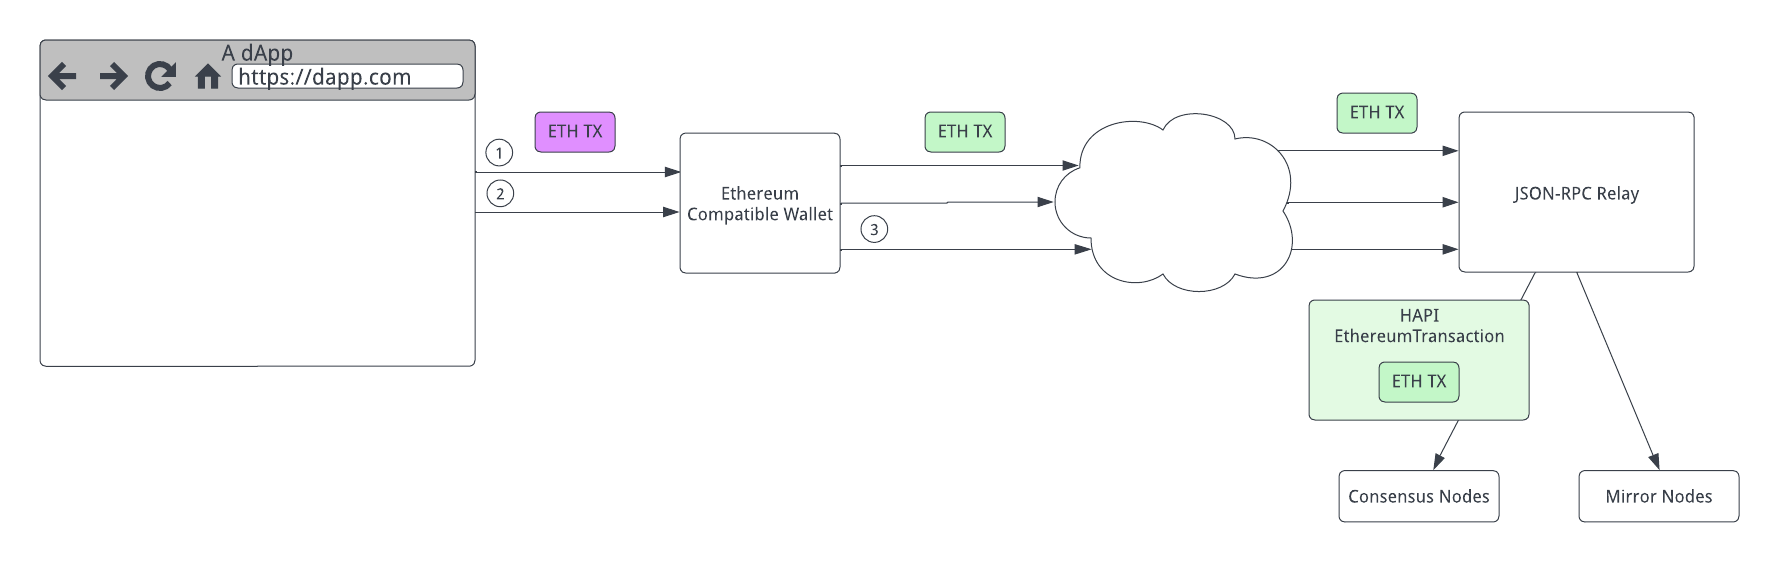 A dApp
https://dapp.com
1
ETH TX
2
Ethereum
Compatible Wallet
ETH TX
3
ETH TX
JSON-RPC Relay
HAPI
EthereumTransaction
ETH TX
Consensus Nodes
Mirror Nodes